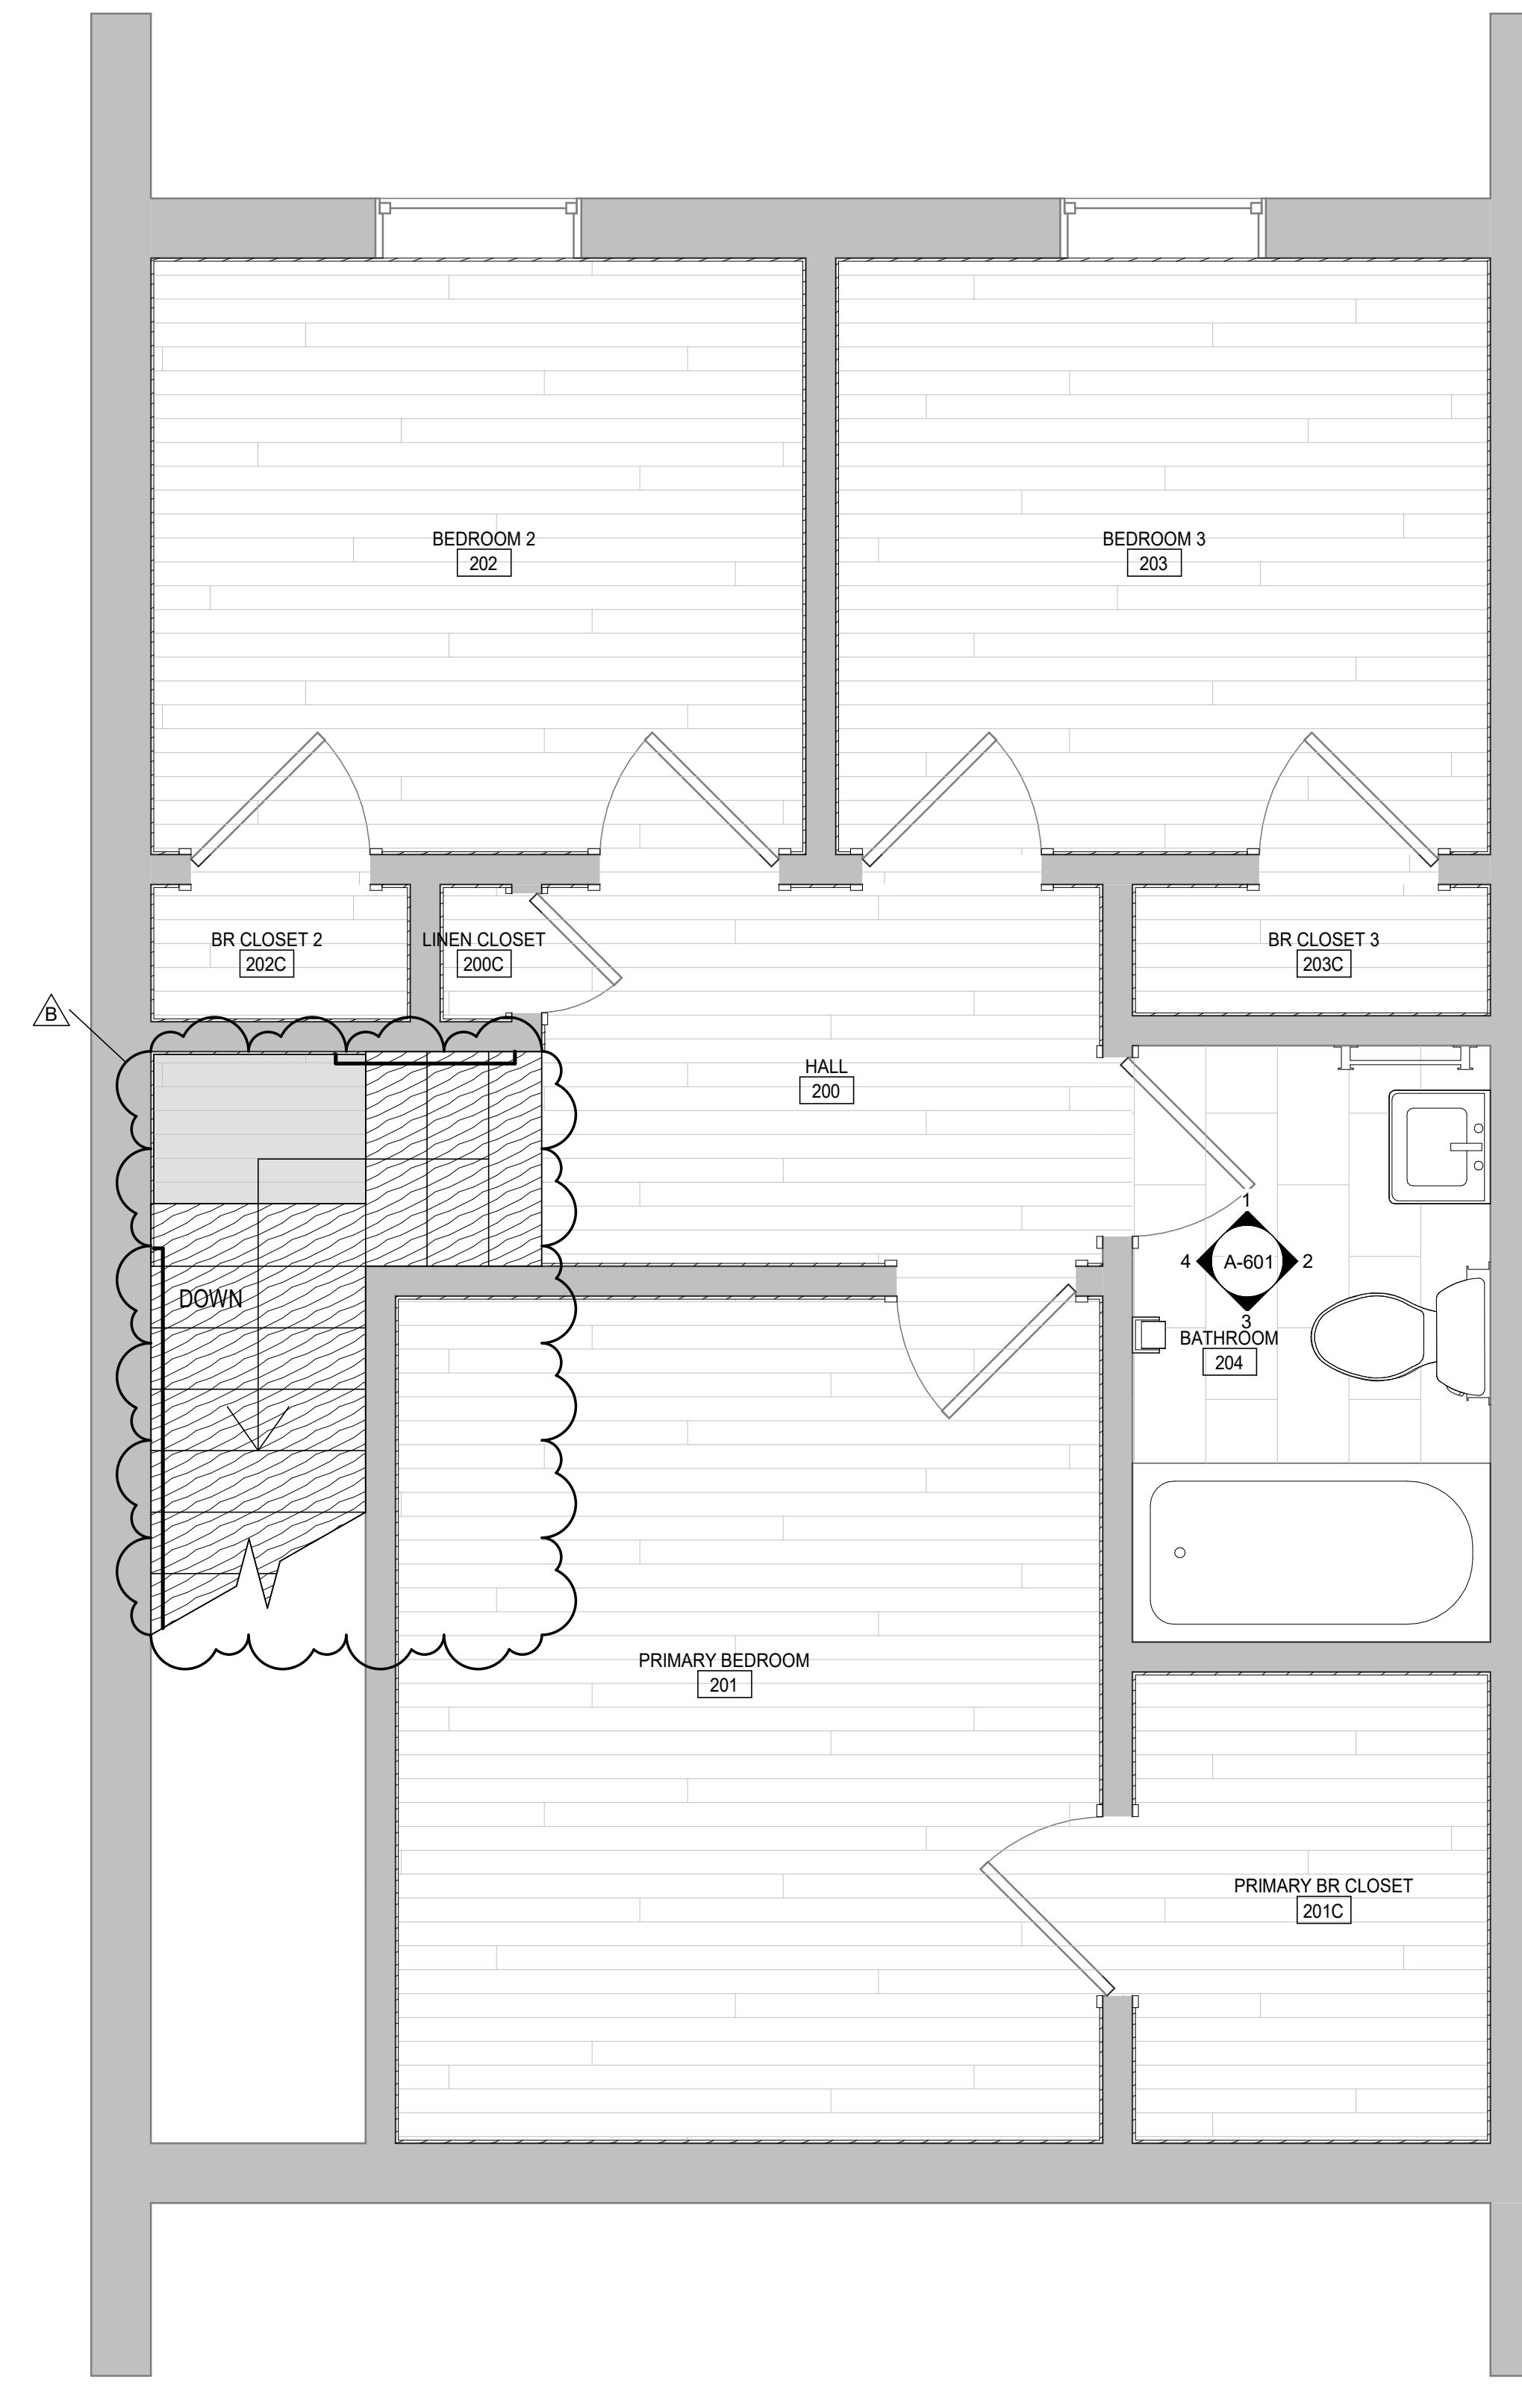 BEDROOM 2
202
BEDROOM 3
203
BR CLOSET 2
202C
LINEN CLOSET
200C
BR CLOSET 3
203C
B
HALL
200
1
4
A-601
2
3
DOWN
BATHROOM
204
PRIMARY BEDROOM
201
PRIMARY BR CLOSET
201C